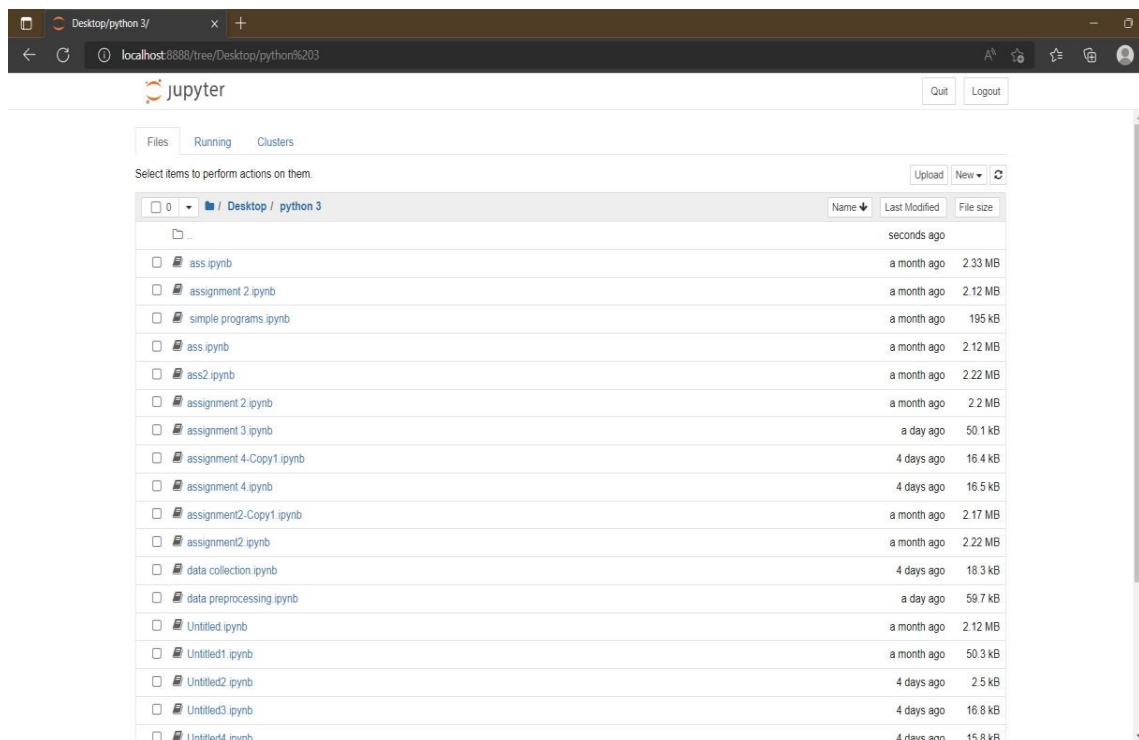 Desktop/python 3/
localhost:8888/tree/Desktop/python%203
jupyter
Quit Logout
Files Running Clusters
Select items to perform actions on them.
Upload New
0 / Desktop / python 3 Name Last Modified File size
.. seconds ago
ass.ipynb a month ago 2.33 MB
assignment 2.ipynb a month ago 2.12 MB
simple programs.ipynb a month ago 195 kB
ass.ipynb a month ago 2.12 MB
ass2.ipynb a month ago 2.22 MB
assignment 2.ipynb a month ago 2.2 MB
assignment 3.ipynb a day ago 50.1 kB
assignment 4-Copy1.ipynb 4 days ago 16.4 kB
assignment 4.ipynb 4 days ago 16.5 kB
assignment2-Copy1.ipynb a month ago 2.17 MB
assignment2.ipynb a month ago 2.22 MB
data collection.ipynb 4 days ago 18.3 kB
data preprocessing.ipynb a day ago 59.7 kB
Untitled.ipynb a month ago 2.12 MB
Untitled1.ipynb a month ago 50.3 kB
Untitled2.ipynb 4 days ago 2.5 kB
Untitled3.ipynb 4 days ago 16.8 kB
Untitled4.ipynb 4 days ago 15.8 kB